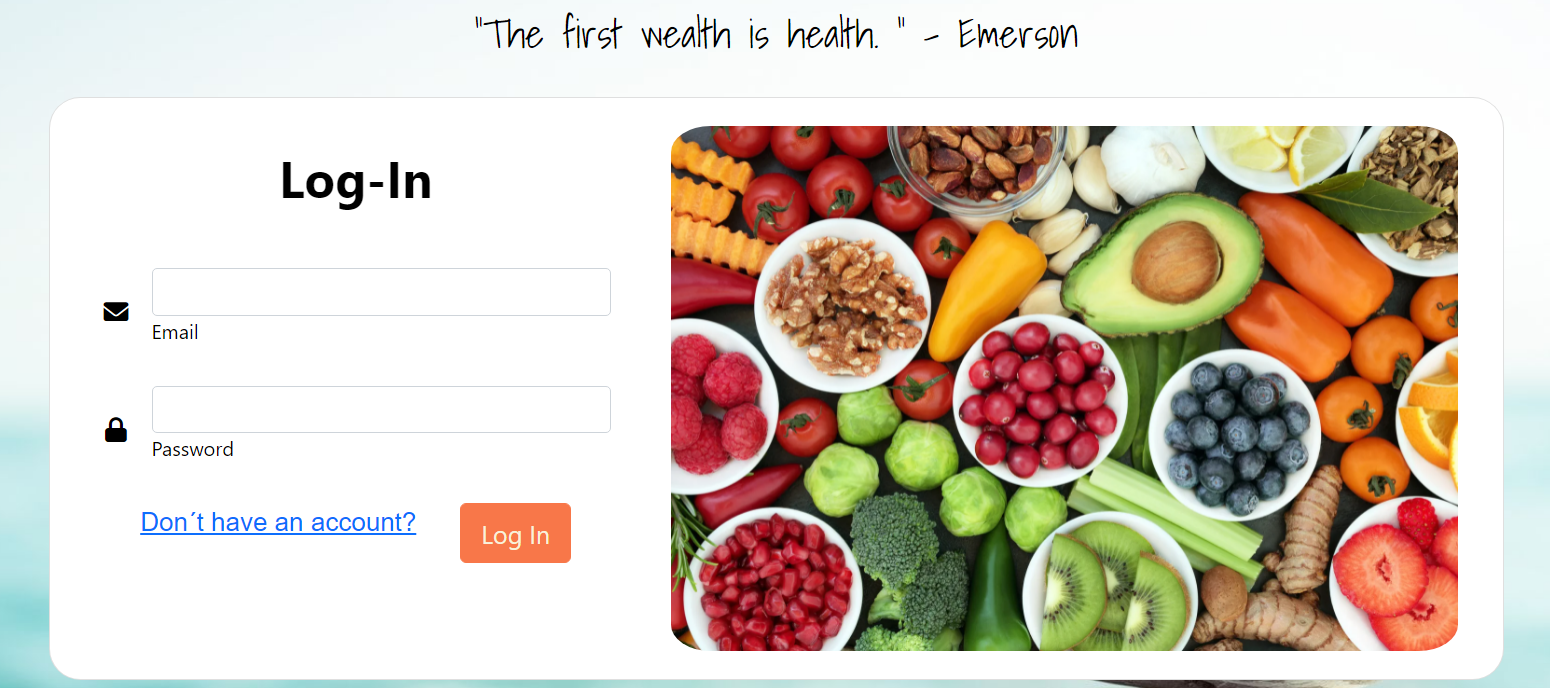 "The first wealth is health. " - Emerson
Log-In
Email
Password
Don´t have an account?
Log In